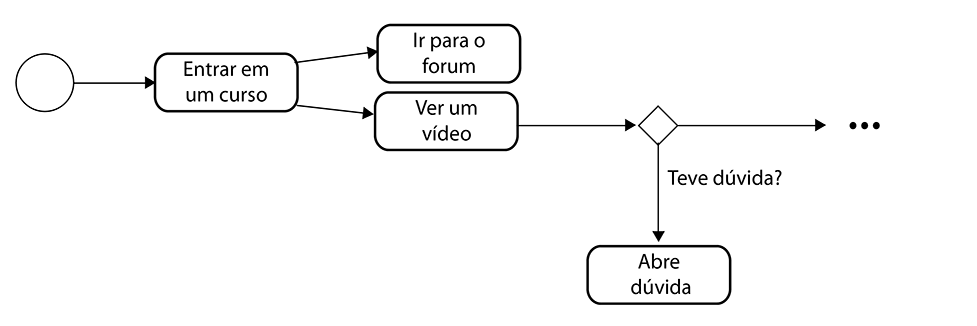 Entrar em
um curso
Ir para o
forum
Ver um
vídeo
•••
Teve dúvida?
Abre
dúvida